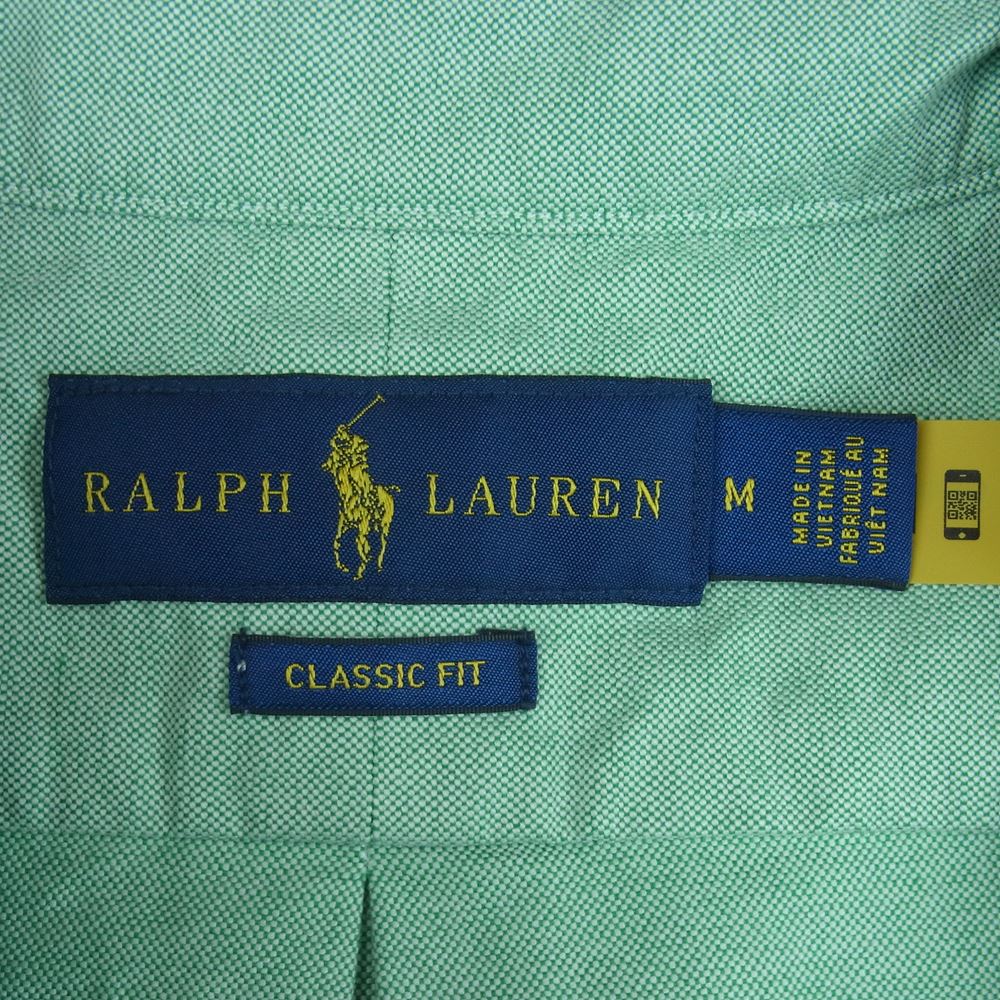 RALPH LAUREN
M
MADE IN
VIETNAM
FABRIQUÉ AU
VIÊT NAM
CLASSIC FIT